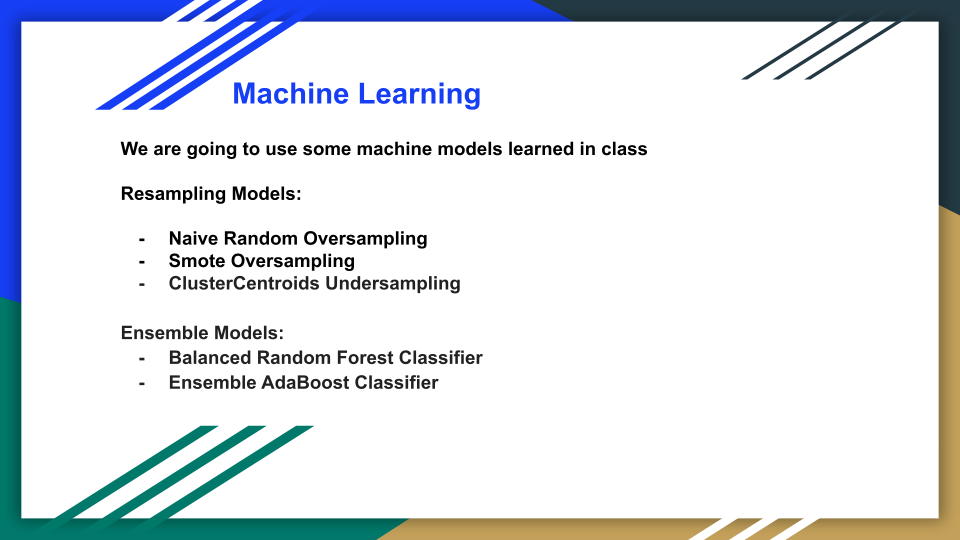 Machine Learning
We are going to use some machine models learned in class
Resampling Models:
- Naive Random Oversampling
- Smote Oversampling
- ClusterCentroids Undersampling
Ensemble Models:
- Balanced Random Forest Classifier
- Ensemble AdaBoost Classifier